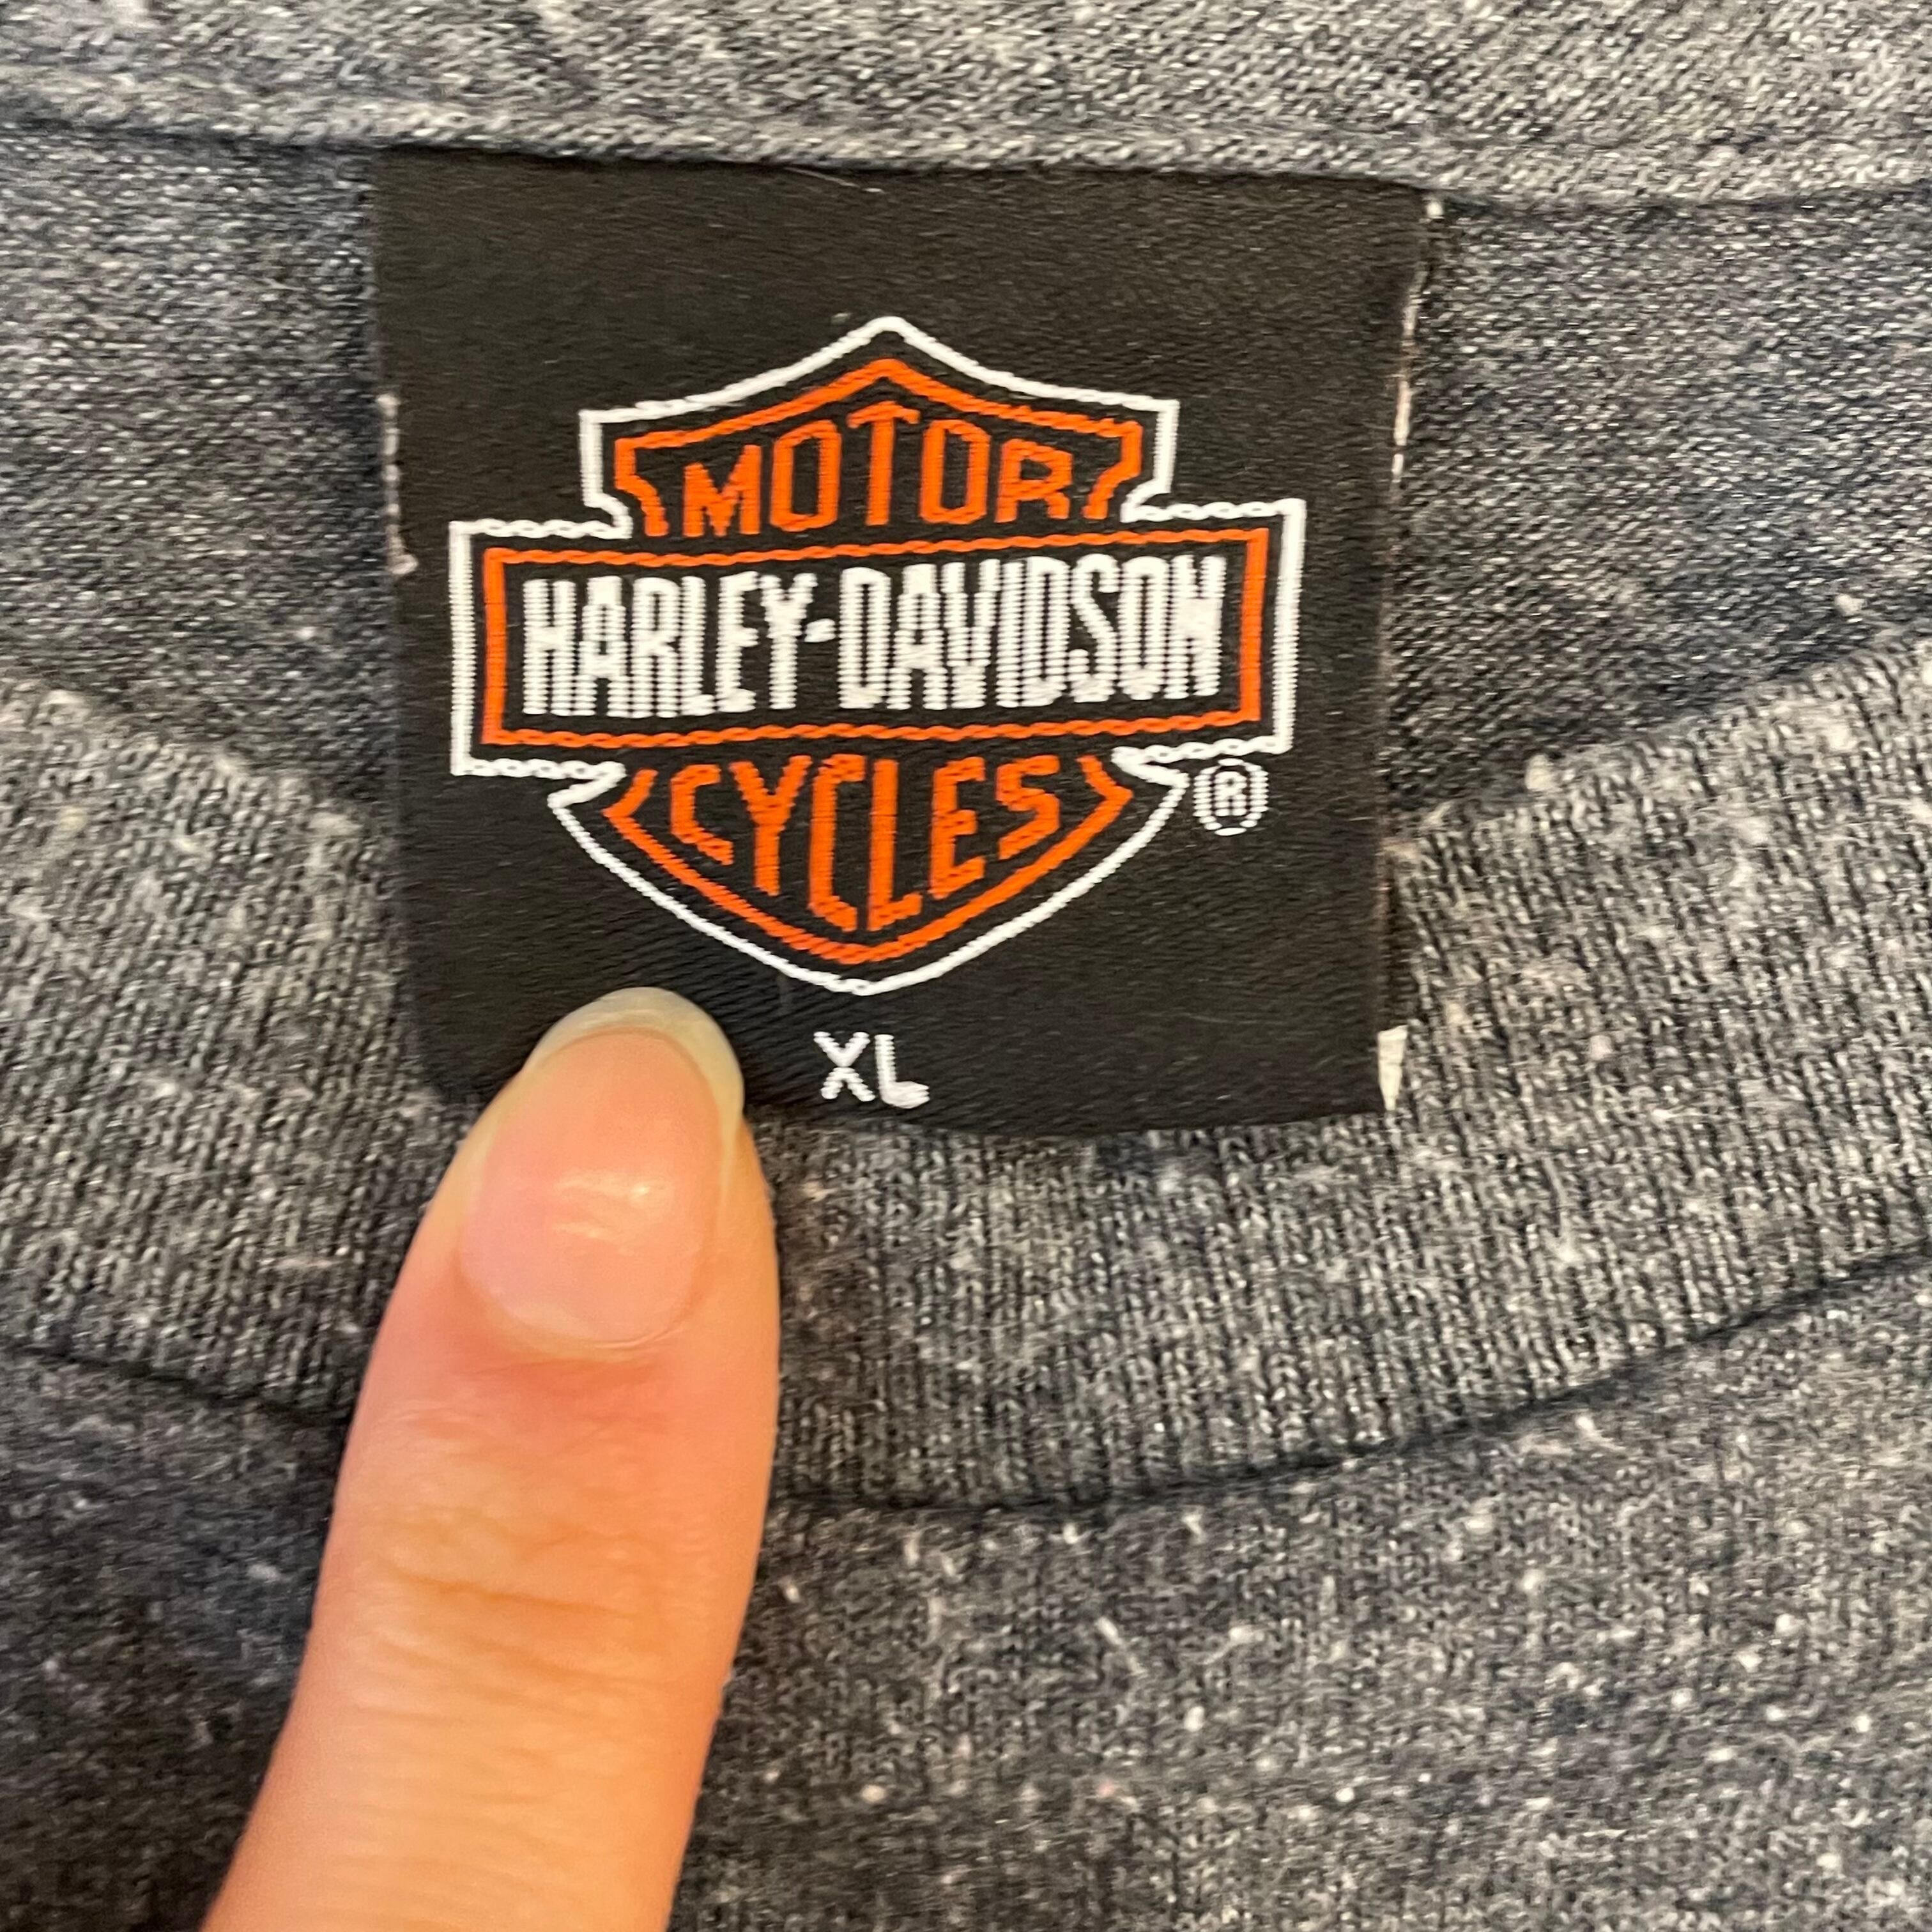 MOTOR
HARLEY-DAVIDSON
CYCLES
®
XL